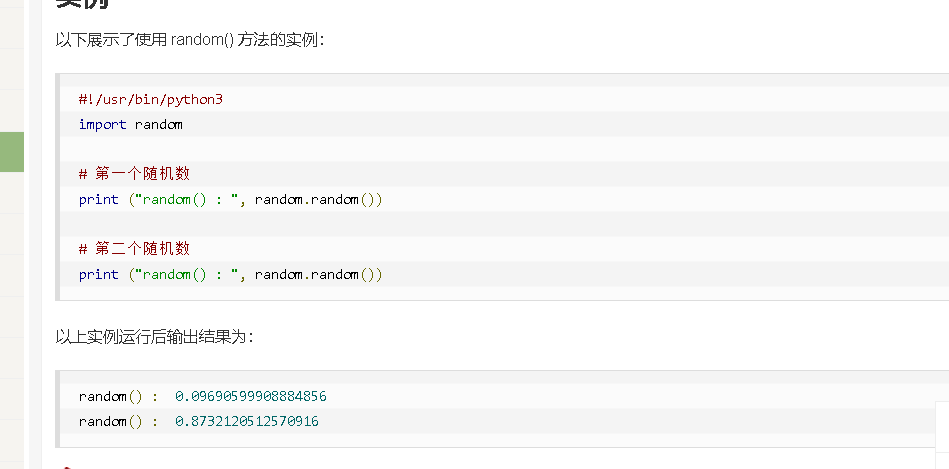 实例
以下展示了使用 random() 方法的实例：
#!/usr/bin/python3
import random
# 第一个随机数
print ("random() : ", random.random())
# 第二个随机数
print ("random() : ", random.random())
以上实例运行后输出结果为：
random() :  0.09690599908884856
random() :  0.8732120512570916